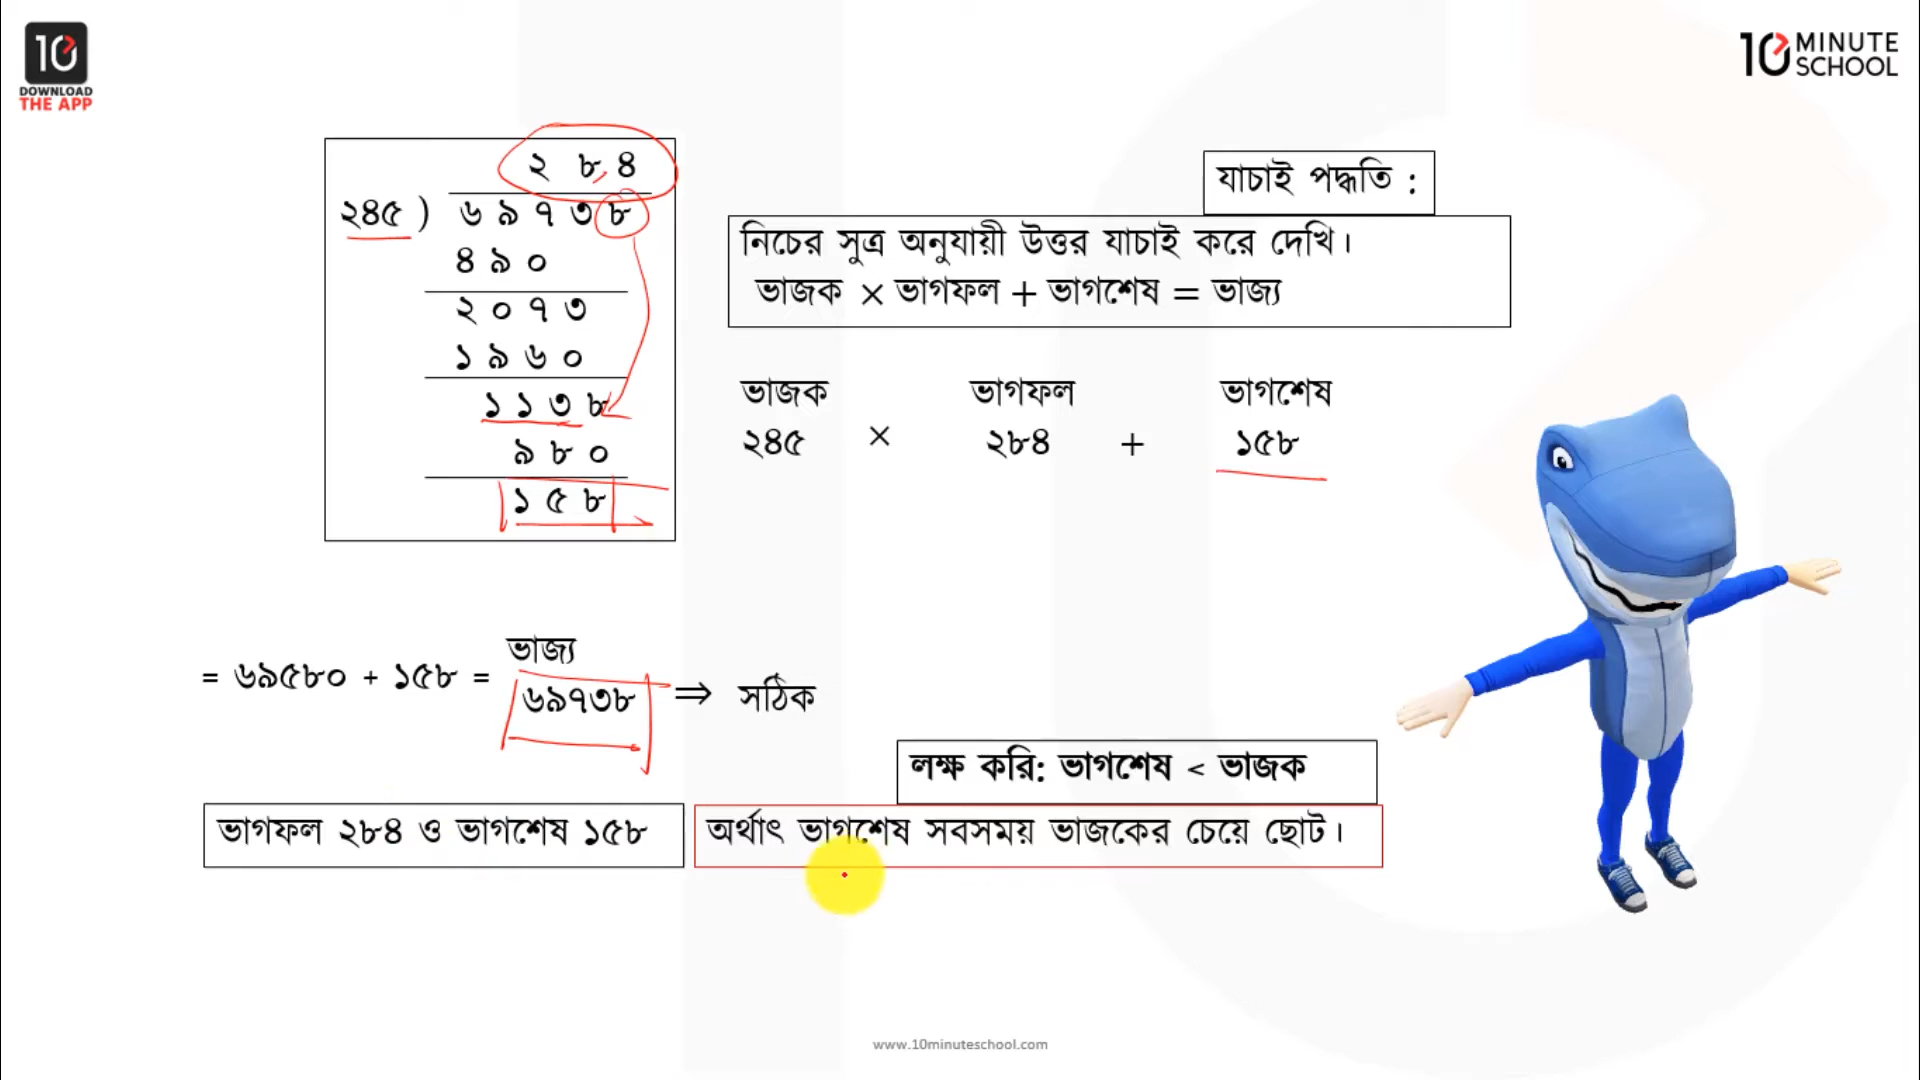 10
DOWNLOAD
THE APP
10 MINUTE
SCHOOL
২ ৮ ৪
২৪৫ ) ৬ ৯ ৭ ৩ ৮
৪ ৯ ০
২ ০ ৭ ৩
১ ৯ ৬ ০
১ ১ ৩ ৮
৯ ৮ ০
১ ৫ ৮
যাচাই পদ্ধতি :
নিচের সুত্র অনুযায়ী উত্তর যাচাই করে দেখি।
ভাজক × ভাগফল + ভাগশেষ = ভাজ্য
ভাজক ভাগফল ভাগশেষ
২৪৫ × ২৮৪ + ১৫৮
ভাজ্য
= ৬৯৫৮০ + ১৫৮ = ৬৯৭৩৮ ⇒ সঠিক
লক্ষ করি: ভাগশেষ < ভাজক
ভাগফল ২৮৪ ও ভাগশেষ ১৫৮
অর্থাৎ ভাগশেষ সবসময় ভাজকের চেয়ে ছোট।
www.10minuteschool.com